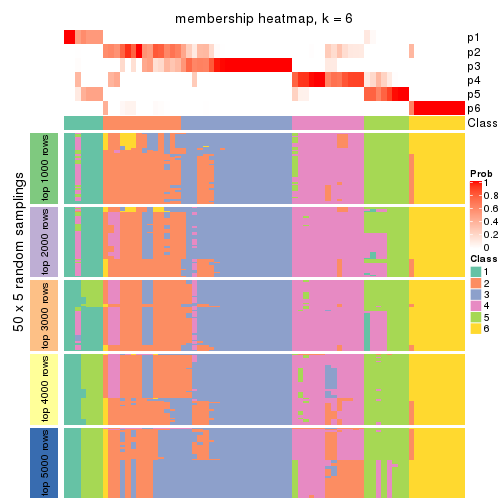 membership heatmap, k = 6
p1
p2
p3
p4
p5
p6
Class
50 x 5 random samplings
top 1000 rows
top 2000 rows
top 3000 rows
top 4000 rows
top 5000 rows
Prob
1
0.8
0.6
0.4
0.2
0
Class
1
2
3
4
5
6